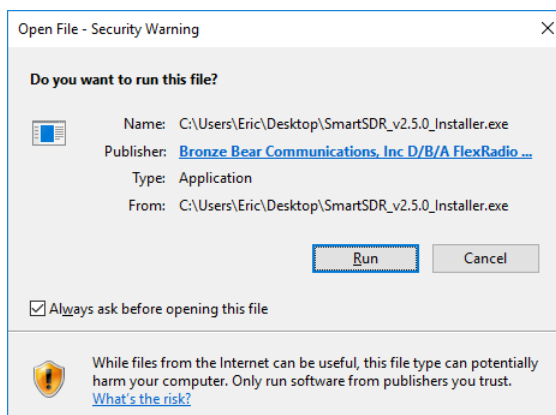 Open File - Security Warning
Do you want to run this file?
Name: C:\Users\Eric\Desktop\SmartSDR_v2.5.0_Installer.exe
Publisher: Bronze Bear Communications, Inc D/B/A FlexRadio ...
Type: Application
From: C:\Users\Eric\Desktop\SmartSDR_v2.5.0_Installer.exe
Run Cancel
Always ask before opening this file
While files from the Internet can be useful, this file type can potentially
harm your computer. Only run software from publishers you trust.
What's the risk?